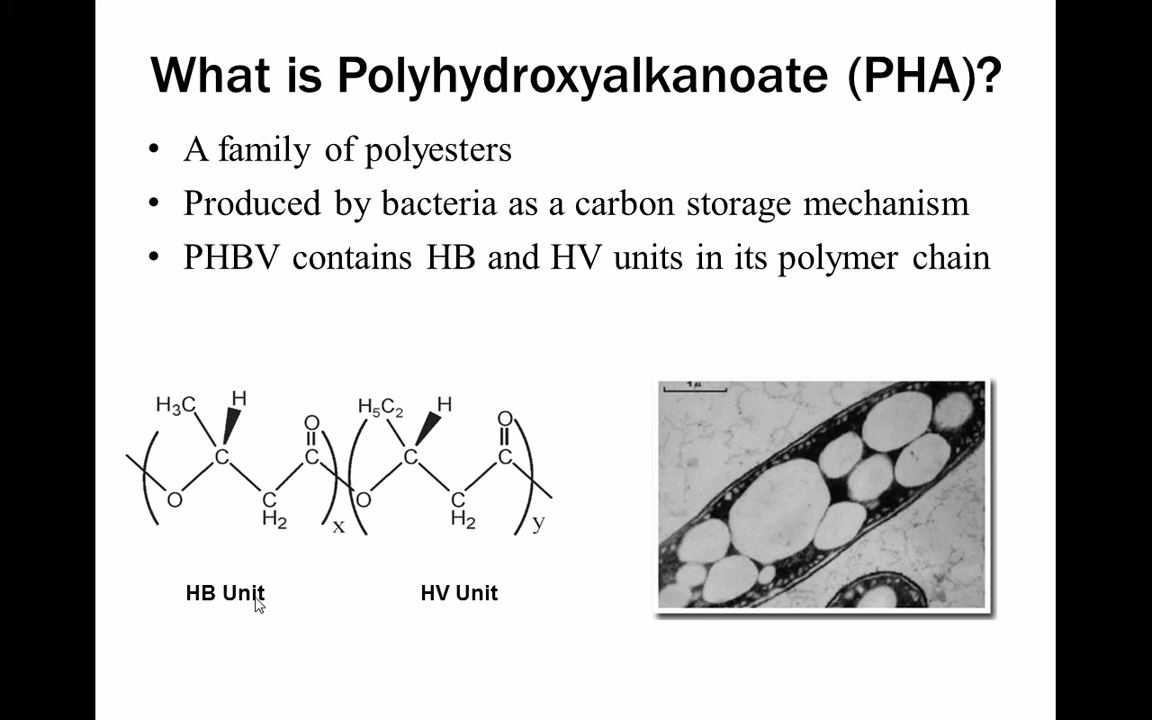 What is Polyhydroxyalkanoate (PHA)?
• A family of polyesters
• Produced by bacteria as a carbon storage mechanism
• PHBV contains HB and HV units in its polymer chain
H3C H O H5C2 H O
C C C C
O C O C
H2 x H2 y
HB Unit HV Unit